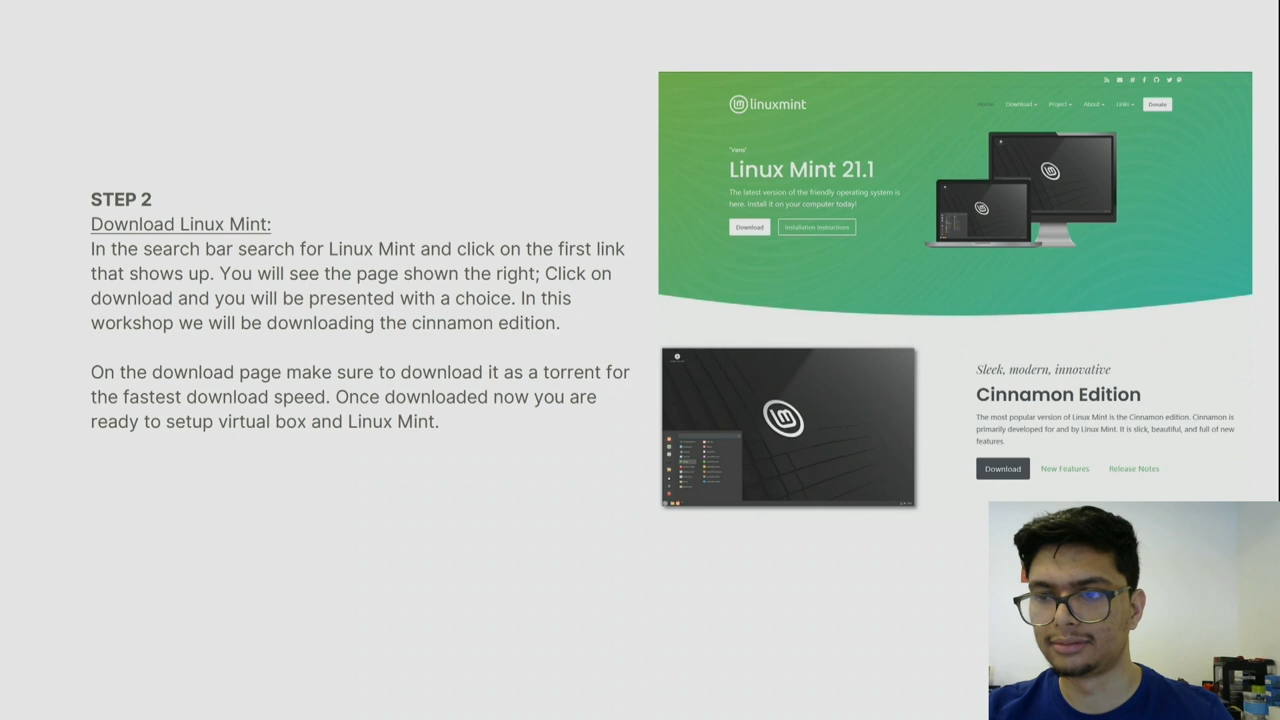 STEP 2
Download Linux Mint:
In the search bar search for Linux Mint and click on the first link
that shows up. You will see the page shown the right; Click on
download and you will be presented with a choice. In this
workshop we will be downloading the cinnamon edition.
On the download page make sure to download it as a torrent for
the fastest download speed. Once downloaded now you are
ready to setup virtual box and Linux Mint.
linuxmint
Home Download Project About Links Donate
"Vera"
Linux Mint 21.1
The latest version of the friendly operating system is
here. Install it on your computer today!
Download Installation Instructions
Sleek, modern, innovative
Cinnamon Edition
The most popular version of Linux Mint is the Cinnamon edition. Cinnamon is
primarily developed for and by Linux Mint. It is slick, beautiful, and full of new
features.
Download New Features Release Notes